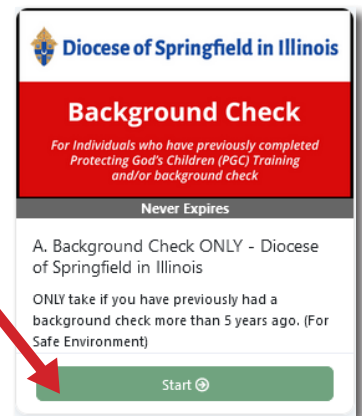 Diocese of Springfield in Illinois
Background Check
For Individuals who have previously completed
Protecting God's Children (PGC) Training
and/or background check
Never Expires
A. Background Check ONLY - Diocese
of Springfield in Illinois
ONLY take if you have previously had a
background check more than 5 years ago. (For
Safe Environment)
Start